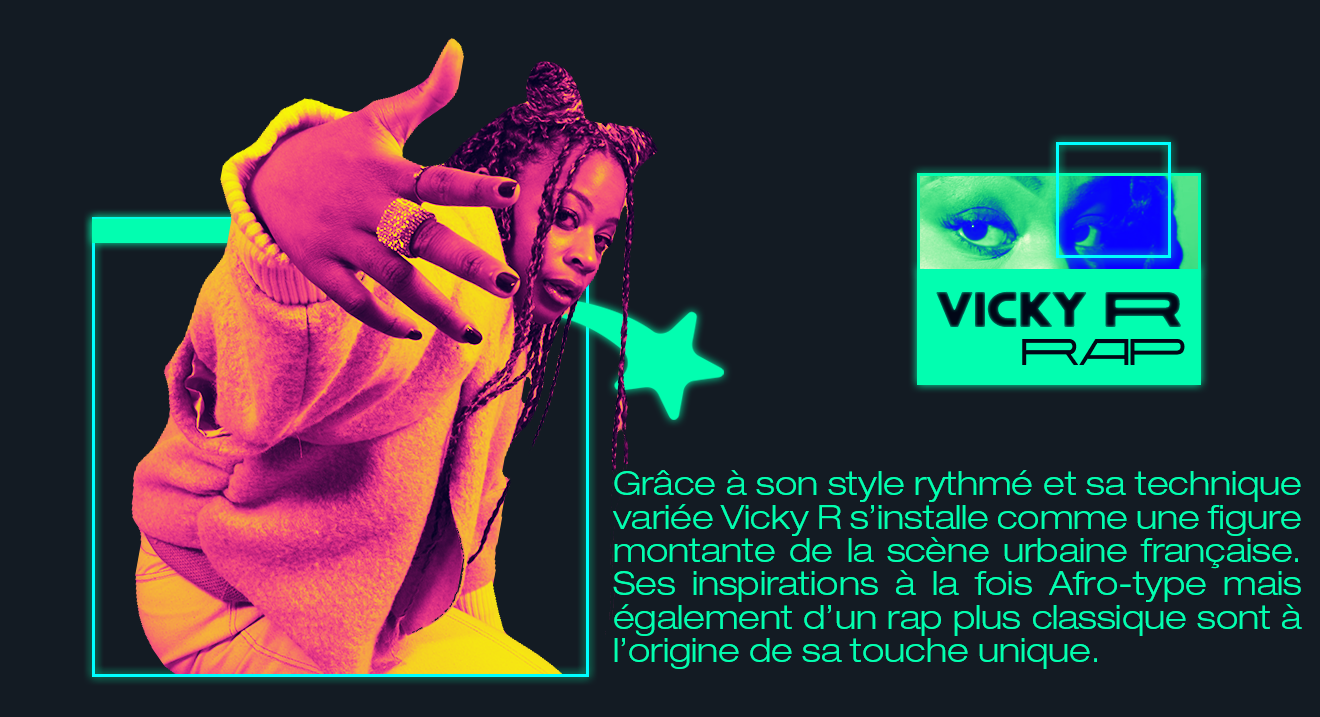 VICKY R
RAP
Grâce à son style rythmé et sa technique
variée Vicky R s’installe comme une figure
montante de la scène urbaine française.
Ses inspirations à la fois Afro-type mais
également d’un rap plus classique sont à
l’origine de sa touche unique.